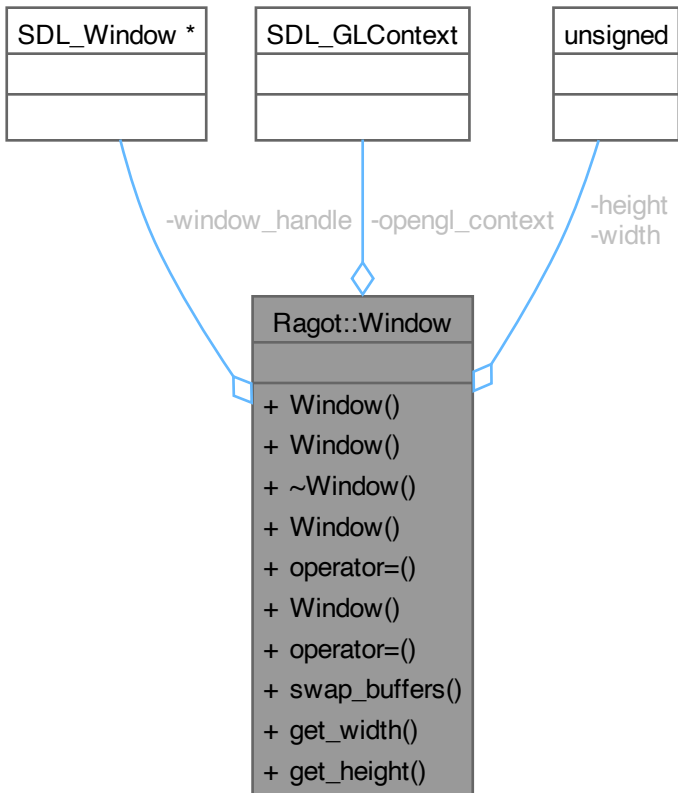 SDL_Window *
SDL_GLContext
unsigned
-window_handle
-opengl_context
-height
-width
Ragot::Window
+ Window()
+ Window()
+ ~Window()
+ Window()
+ operator=()
+ Window()
+ operator=()
+ swap_buffers()
+ get_width()
+ get_height()